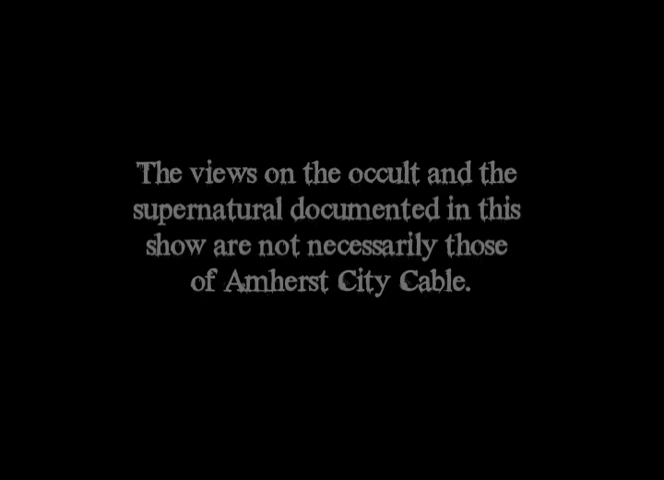 The views on the occult and the
supernatural documented in this
show are not necessarily those
of Amherst City Cable.